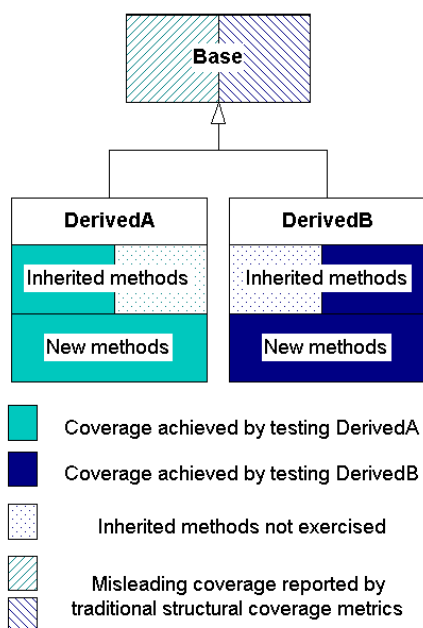 Base
DerivedA
DerivedB
Inherited methods
Inherited methods
New methods
New methods
Coverage achieved by testing DerivedA
Coverage achieved by testing DerivedB
Inherited methods not exercised
Misleading coverage reported by
traditional structural coverage metrics